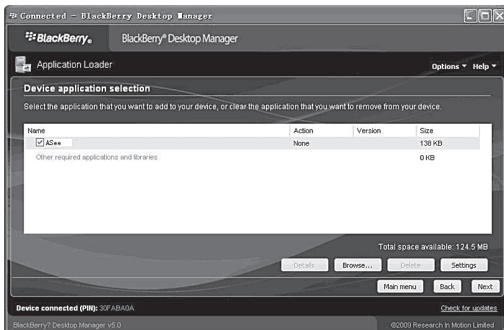 Connected - BlackBerry Desktop Manager
BlackBerry® BlackBerry® Desktop Manager
Application Loader Options Help
Device application selection
Select the application that you want to add to your device, or clear the application that you want to remove from your device.
Name Action Version Size
ASee None 138 KB
Other required applications and libraries 0 KB
Total space available: 124.5 MB
Details Browse... Delete Settings
Main menu Back Next
Device connected (PIN): 30FABA0A Check for updates
BlackBerry? Desktop Manager v5.0 ©2009 Research In Motion Limited